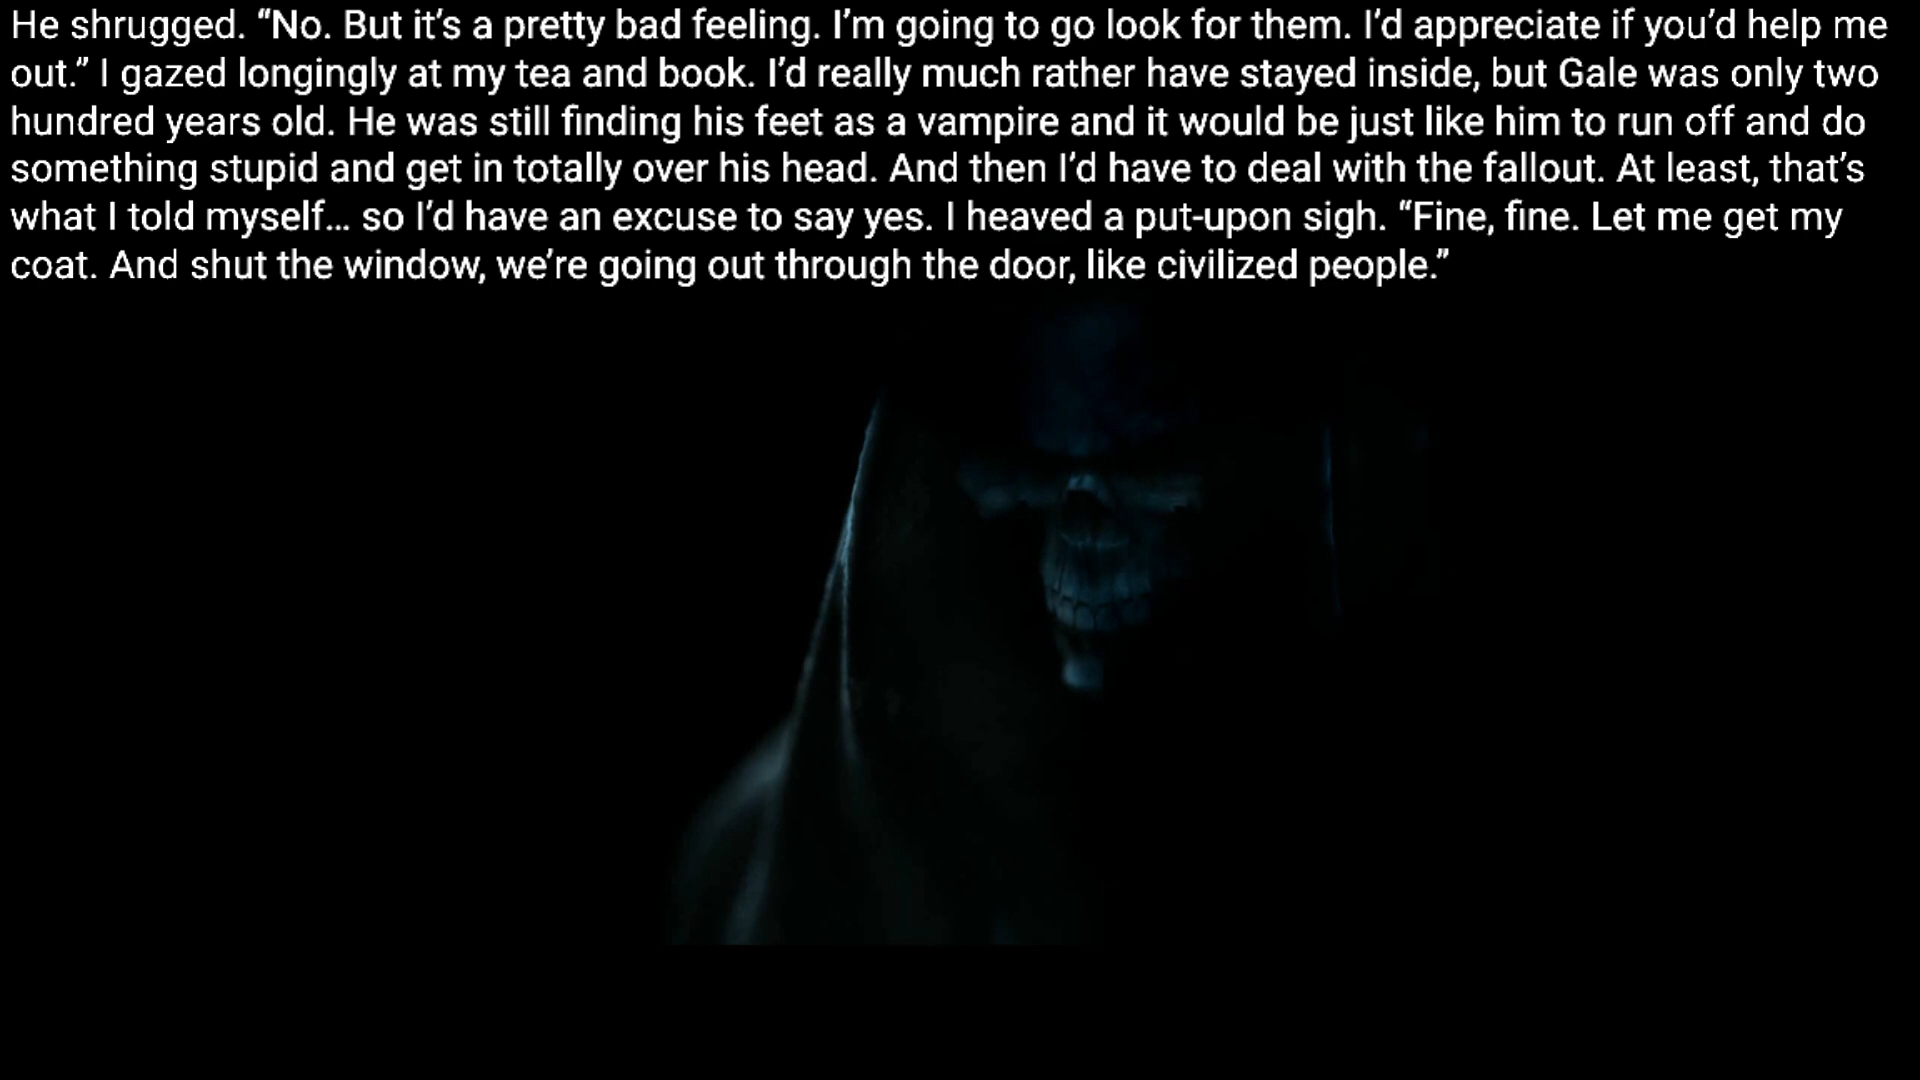 He shrugged. “No. But it’s a pretty bad feeling. I’m going to go look for them. I’d appreciate if you’d help me
out.” I gazed longingly at my tea and book. I’d really much rather have stayed inside, but Gale was only two
hundred years old. He was still finding his feet as a vampire and it would be just like him to run off and do
something stupid and get in totally over his head. And then I’d have to deal with the fallout. At least, that’s
what I told myself… so I’d have an excuse to say yes. I heaved a put-upon sigh. “Fine, fine. Let me get my
coat. And shut the window, we’re going out through the door, like civilized people.”